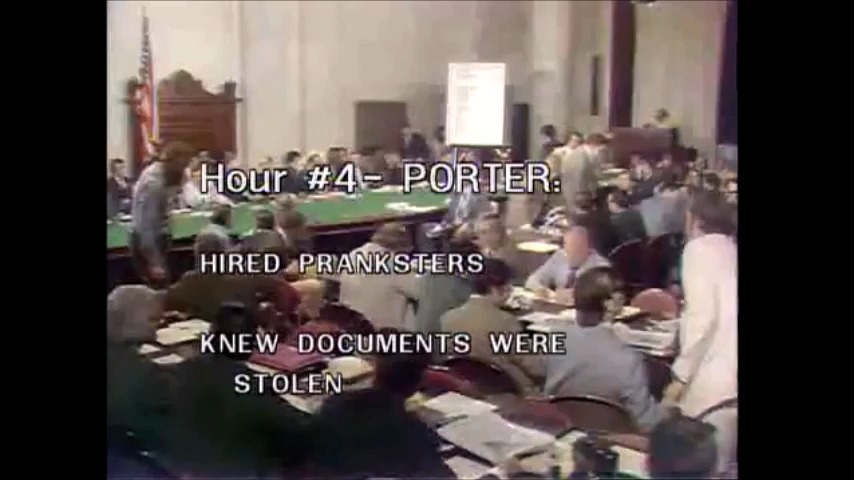 Hour #4- PORTER:
HIRED PRANKSTERS
KNEW DOCUMENTS WERE
STOLEN